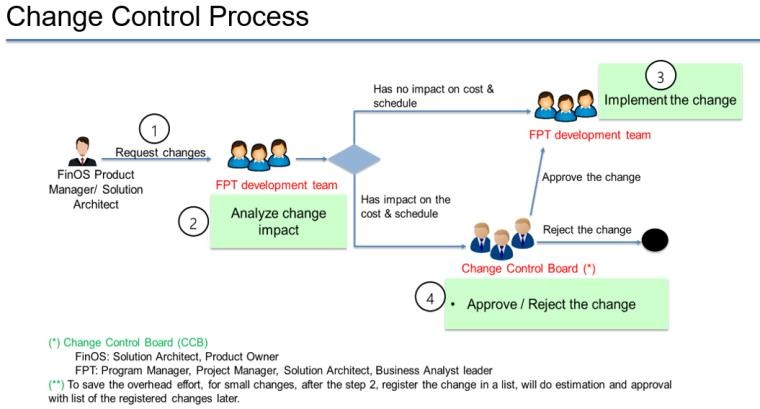 Change Control Process
1
Request changes
FinOS Product
Manager/ Solution
Architect
FPT development team
2
Analyze change
impact
Has no impact on cost &
schedule
Has impact on the
cost & schedule
3
Implement the change
FPT development team
Approve the change
Reject the change
Change Control Board (*)
4
• Approve / Reject the change
(*) Change Control Board (CCB)
FinOS: Solution Architect, Product Owner
FPT: Program Manager, Project Manager, Solution Architect, Business Analyst leader
(**) To save the overhead effort, for small changes, after the step 2, register the change in a list, will do estimation and approval
with list of the registered changes later.